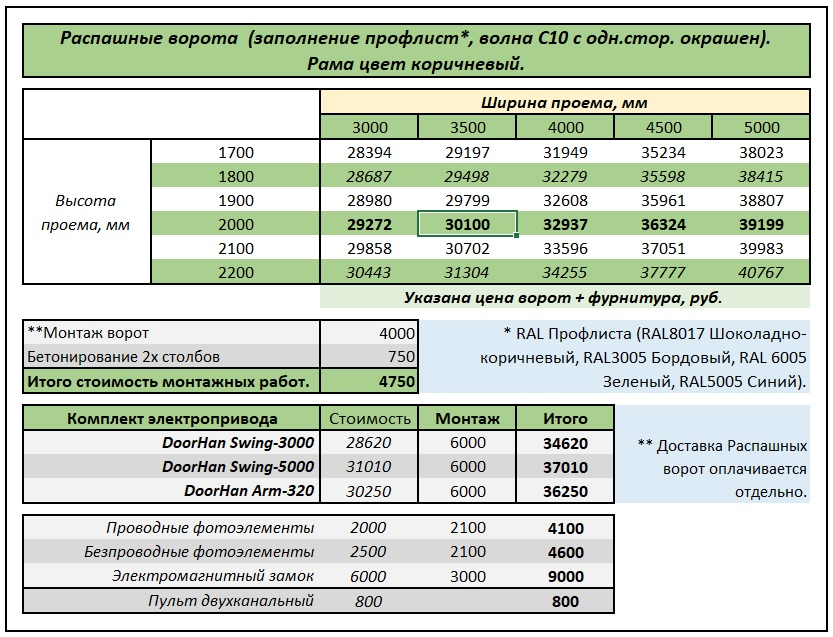 Распашные ворота (заполнение профлист*, волна С10 с одн.стор. окрашен).
Рама цвет коричневый.
Ширина проема, мм
3000 3500 4000 4500 5000
Высота проема, мм
1700 28394 29197 31949 35234 38023
1800 28687 29498 32279 35598 38415
1900 28980 29799 32608 35961 38807
2000 29272 30100 32937 36324 39199
2100 29858 30702 33596 37051 39983
2200 30443 31304 34255 37777 40767
Указана цена ворот + фурнитура, руб.
**Монтаж ворот 4000
Бетонирование 2х столбов 750
Итого стоимость монтажных работ. 4750
* RAL Профлиста (RAL8017 Шоколадно-
коричневый, RAL3005 Бордовый, RAL 6005
Зеленый, RAL5005 Синий).
Комплект электропривода Стоимость Монтаж Итого
DoorHan Swing-3000 28620 6000 34620
DoorHan Swing-5000 31010 6000 37010
DoorHan Arm-320 30250 6000 36250
** Доставка Распашных
ворот оплачивается
отдельно.
Проводные фотоэлементы 2000 2100 4100
Безпроводные фотоэлементы 2500 2100 4600
Электромагнитный замок 6000 3000 9000
Пульт двухканальный 800 800